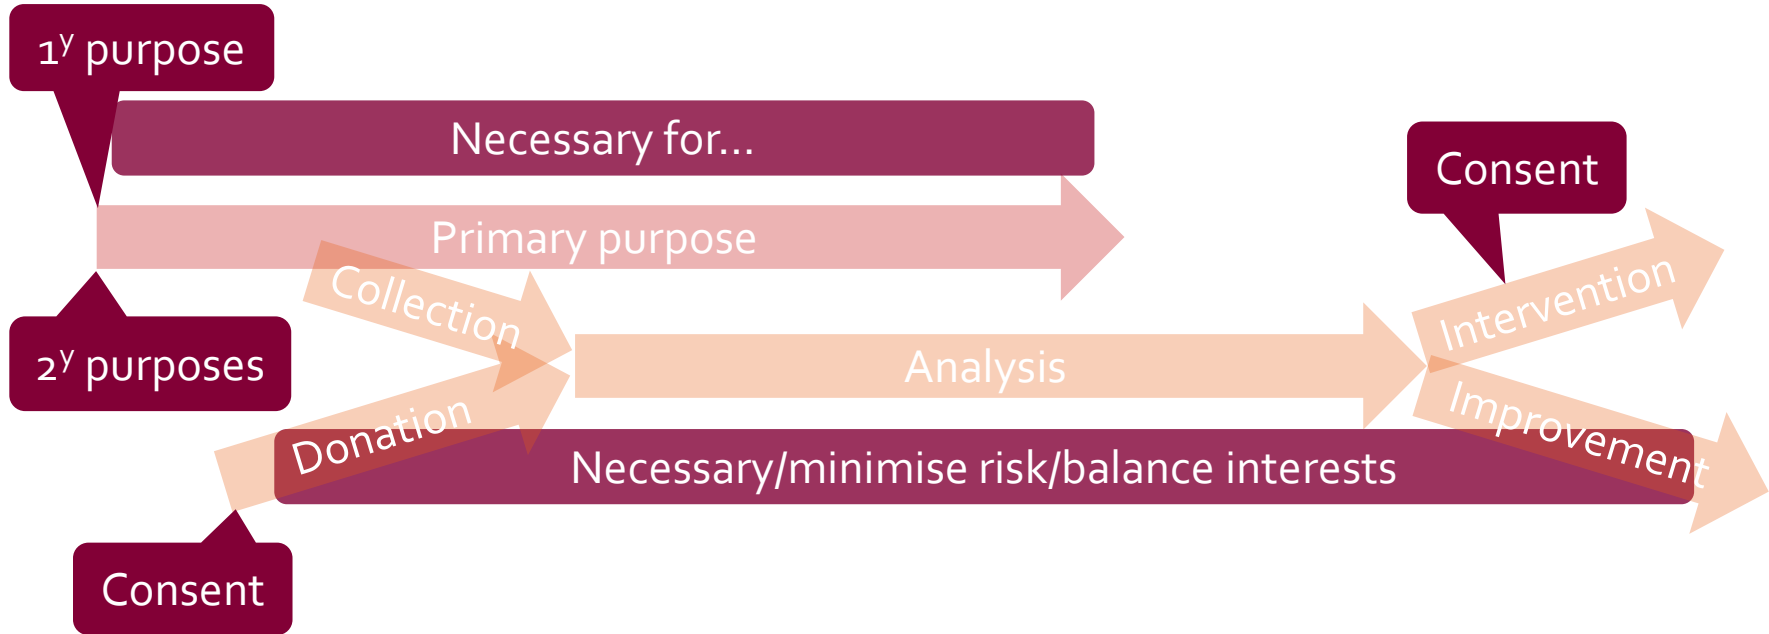 1ʸ purpose
Necessary for...
Consent
Primary purpose
Collection
Intervention
2ʸ purposes
Analysis
Donation
Improvement
Necessary/minimise risk/balance interests
Consent